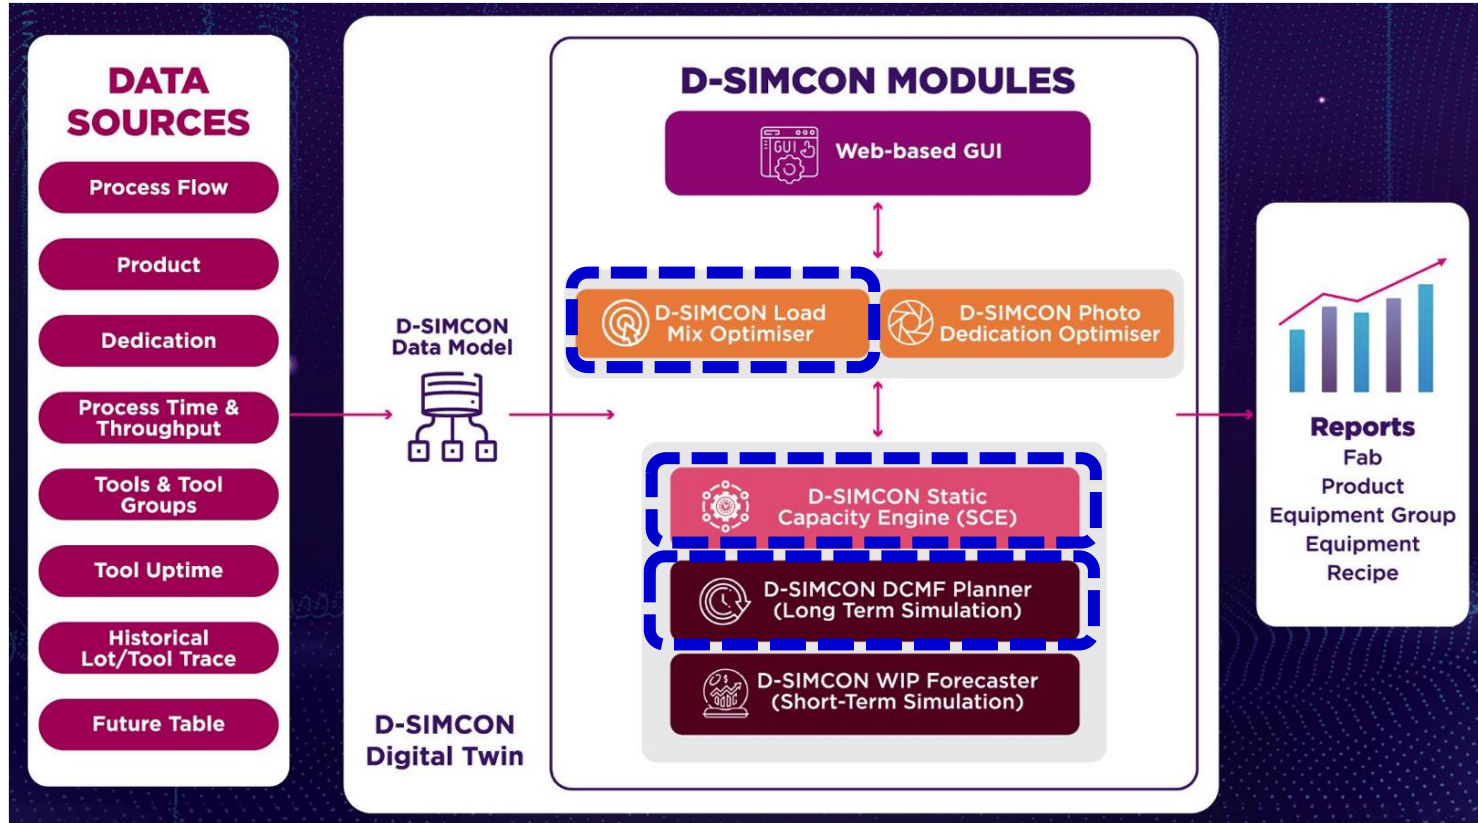 DATA
SOURCES
Process Flow
Product
Dedication
Process Time &
Throughput
Tools & Tool
Groups
Tool Uptime
Historical
Lot/Tool Trace
Future Table
D-SIMCON
Data Model
D-SIMCON
Digital Twin
D-SIMCON MODULES
GUI
Web-based GUI
D-SIMCON Load
Mix Optimiser
D-SIMCON Photo
Dedication Optimiser
D-SIMCON Static
Capacity Engine (SCE)
D-SIMCON DCMF Planner
(Long Term Simulation)
D-SIMCON WIP Forecaster
(Short-Term Simulation)
Reports
Fab
Product
Equipment Group
Equipment
Recipe